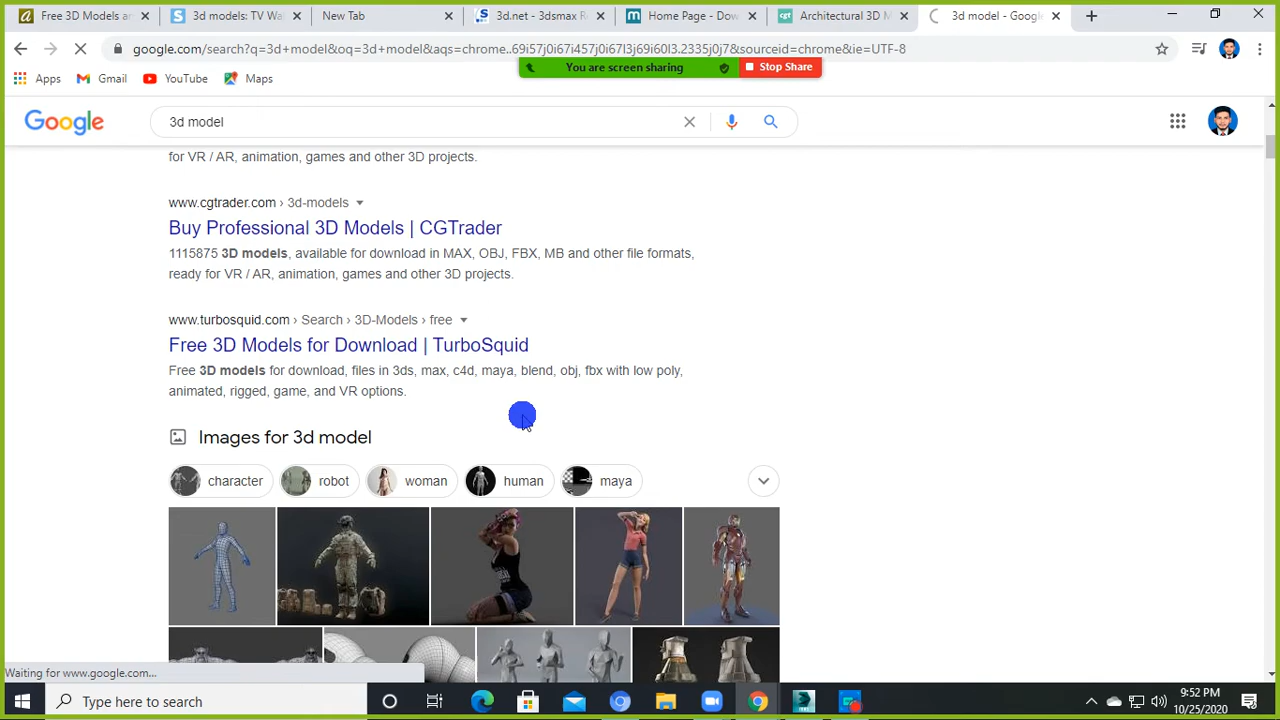 Free 3D Models an
3d models: TV Wa
New Tab
3d.net - 3dsmax R
Home Page - Dow
Architectural 3D M
3d model - Google
google.com/search?q=3d+model&oq=3d+model&aqs=chrome..69i57j0i67i457j0i67l3j69i60l3.2335j0j7&sourceid=chrome&ie=UTF-8
Apps
Gmail
YouTube
Maps
You are screen sharing
Stop Share
Google
3d model
for VR / AR, animation, games and other 3D projects.
www.cgtrader.com › 3d-models
Buy Professional 3D Models | CGTrader
1115875 3D models, available for download in MAX, OBJ, FBX, MB and other file formats,
ready for VR / AR, animation, games and other 3D projects.
www.turbosquid.com › Search › 3D-Models › free
Free 3D Models for Download | TurboSquid
Free 3D models for download, files in 3ds, max, c4d, maya, blend, obj, fbx with low poly,
animated, rigged, game, and VR options.
Images for 3d model
character
robot
woman
human
maya
Waiting for www.google.com...
Type here to search
9:52 PM
10/25/2020